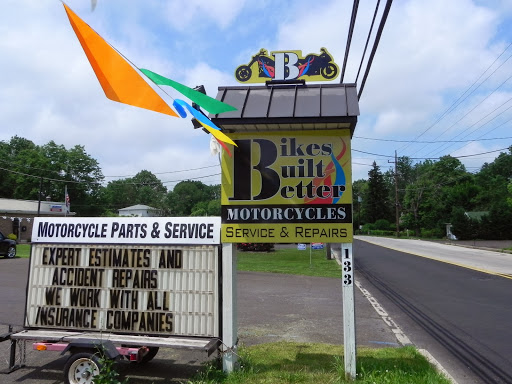 B
Bikes
Built
Better
MOTORCYCLES
SERVICE & REPAIRS
133
MOTORCYCLE PARTS & SERVICE
EXPERT ESTIMATES AND
ACCIDENT REPAIRS
WE WORK WITH ALL
INSURANCE COMPANIES